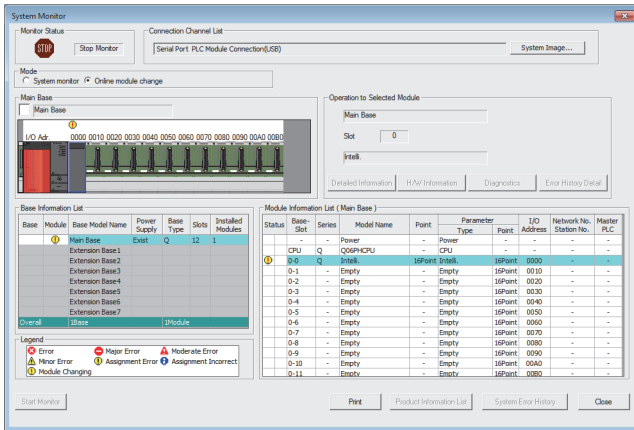 System Monitor
Monitor Status
STOP
Stop Monitor
Connection Channel List
Serial Port PLC Module Connection(USB)
System Image...
Mode
System monitor Online module change
Main Base
Main Base
I/O Adr. 0000 0010 0020 0030 0040 0050 0060 0070 0080 0090 00A0 00B0
Operation to Selected Module
Main Base
Slot 0
Intelli.
Detailed Information H/W Information Diagnostics Error History Detail
Base Information List
Base Module Base Model Name Power Supply Base Type Slots Installed Modules
Main Base Exist Q 12 1
Extension Base1
Extension Base2
Extension Base3
Extension Base4
Extension Base5
Extension Base6
Extension Base7
Overall 1Base 1Module
Legend
Error Major Error Moderate Error
Minor Error Assignment Error Assignment Incorrect
Module Changing
Module Information List ( Main Base )
Status Base-Slot Series Model Name Point Parameter Type Point I/O Address Network No. Station No. Master PLC
- - Power - Power - - - -
CPU Q Q06PHCPU - CPU - - - -
0-0 Q Intelli. 16Point Intelli. 16Point 0000 - -
0-1 - Empty - Empty 16Point 0010 - -
0-2 - Empty - Empty 16Point 0020 - -
0-3 - Empty - Empty 16Point 0030 - -
0-4 - Empty - Empty 16Point 0040 - -
0-5 - Empty - Empty 16Point 0050 - -
0-6 - Empty - Empty 16Point 0060 - -
0-7 - Empty - Empty 16Point 0070 - -
0-8 - Empty - Empty 16Point 0080 - -
0-9 - Empty - Empty 16Point 0090 - -
0-10 - Empty - Empty 16Point 00A0 - -
0-11 - Empty - Empty 16Point 00B0 - -
Start Monitor
Print Product Information List System Error History Close